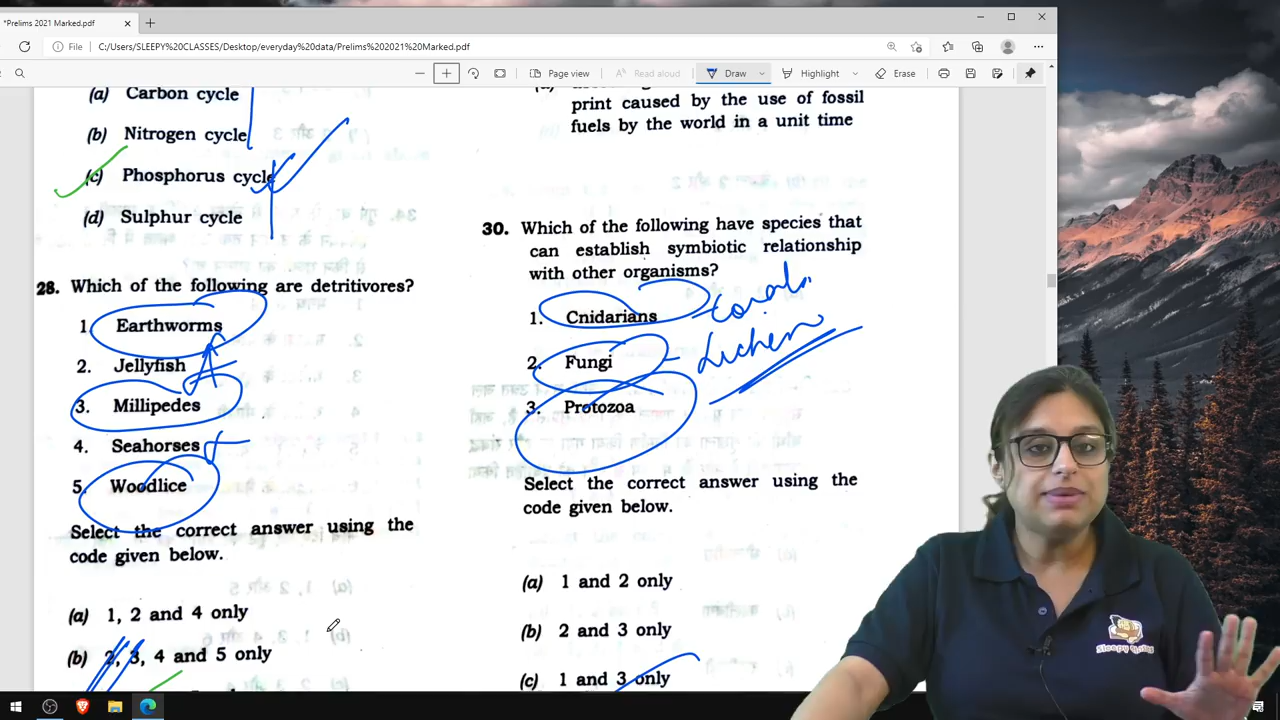 *Prelims 2021 Marked.pdf
File
C:/Users/SLEEPY%20CLASSES/Desktop/everyday%20data/Prelims%202021%20Marked.pdf
Page view
Read aloud
Draw
Highlight
Erase
(a) Carbon cycle
(b) Nitrogen cycle
(c) Phosphorus cycle
(d) Sulphur cycle
28. Which of the following are detritivores?
1. Earthworms
2. Jellyfish
3. Millipedes
4. Seahorses
5. Woodlice
Select the correct answer using the
code given below.
(a) 1, 2 and 4 only
(b) 2, 3, 4 and 5 only
print caused by the use of fossil
fuels by the world in a unit time
30. Which of the following have species that
can establish symbiotic relationship
with other organisms?
1. Cnidarians
Corals
2. Fungi
Lichens
3. Protozoa
Select the correct answer using the
code given below.
(a) 1 and 2 only
(b) 2 and 3 only
(c) 1 and 3 only